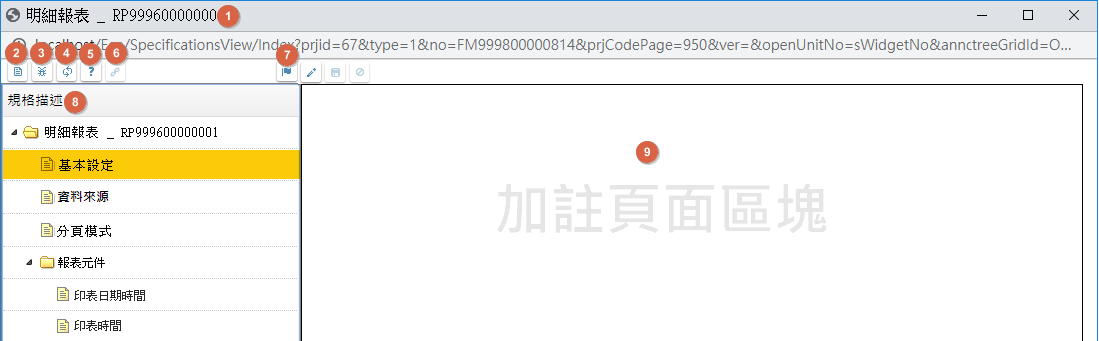 明細報表 _ RP99960000000 1
localhost/Ear/SpecificationsView/Index?prjid=67&type=1&no=FM999800000814&prjCodePage=950&ver=&openUnitNo=sWidgetNo&annctreeGridId=O...
2 3 4 5 6 7
?
規格描述 8
明細報表 _ RP999600000001
基本設定
9
資料來源
加註頁面區塊
分頁模式
報表元件
印表日期時間
印表時間